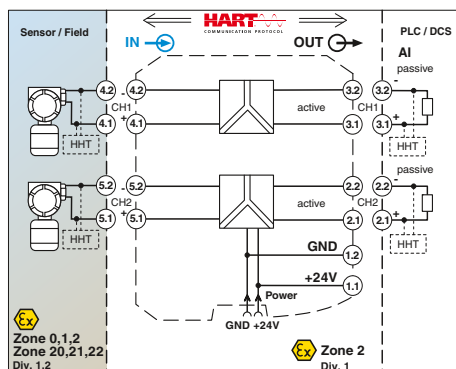 Sensor / Field
IN
HART
COMMUNICATION PROTOCOL
OUT
PLC / DCS
AI
passive
4.2 - 4.2 3.2 3.2 -
CH1 active CH1
4.1 + 4.1 3.1 3.1 +
HHT HHT
passive
5.2 - 5.2 2.2 2.2 -
CH2 active CH2
5.1 + 5.1 2.1 2.1 +
HHT HHT
GND 1.2
+24V 1.1
Power
GND +24V
Ex
Zone 0,1,2
Zone 20,21,22
Div. 1,2
Ex Zone 2
Div. 1